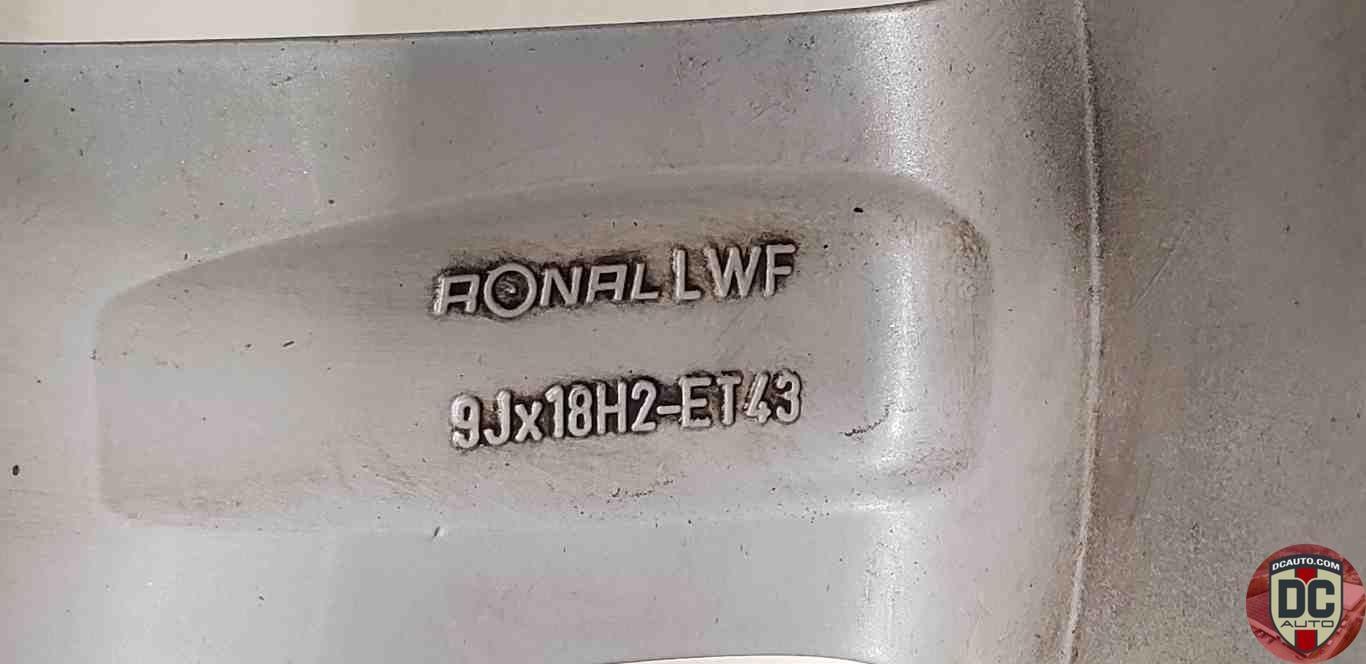 RONAL LWF
9Jx18H2-ET43
DCAUTO.COM
DC
AUTO